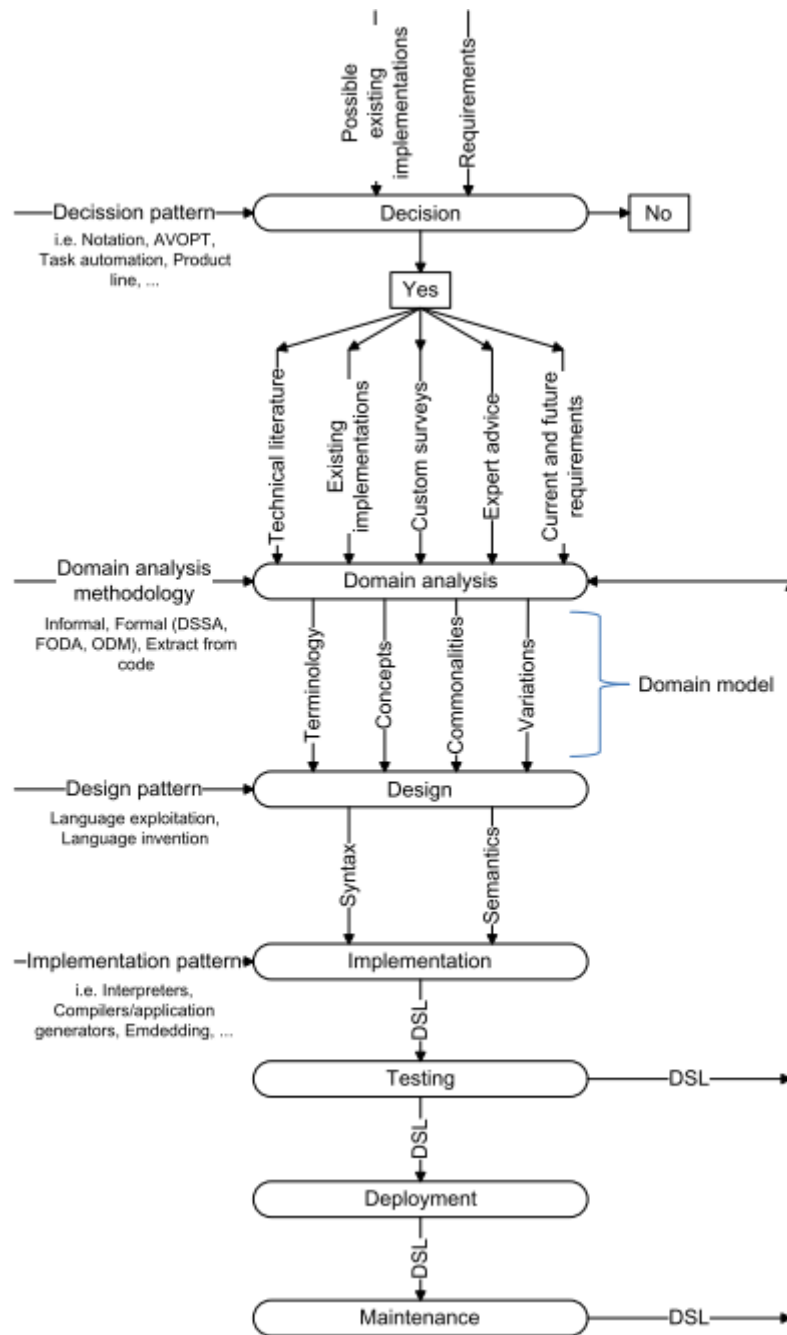 Possible
existing
implementations
Requirements
Decission pattern
i.e. Notation, AVOPT,
Task automation, Product
line, ...
Decision
No
Yes
Technical literature
Existing
implementations
Custom surveys
Expert advice
Current and future
requirements
Domain analysis
methodology
Informal, Formal (DSSA,
FODA, ODM), Extract from
code
Domain analysis
Terminology
Concepts
Commonalities
Variations
Domain model
Design pattern
Language exploitation,
Language invention
Design
Syntax
Semantics
Implementation pattern
i.e. Interpreters,
Compilers/application
generators, Emdedding, ...
Implementation
DSL
Testing
DSL
DSL
Deployment
DSL
Maintenance
DSL